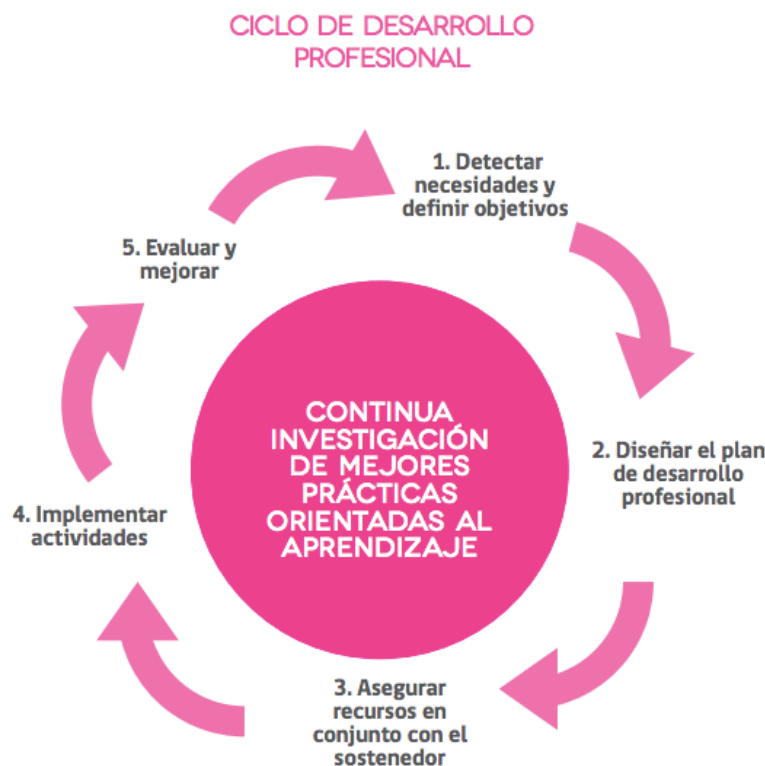 CICLO DE DESARROLLO
PROFESIONAL
1. Detectar
necesidades y
definir objetivos
2. Diseñar el plan
de desarrollo
profesional
3. Asegurar
recursos en
conjunto con el
sostenedor
4. Implementar
actividades
5. Evaluar y
mejorar
CONTINUA
INVESTIGACIÓN
DE MEJORES
PRÁCTICAS
ORIENTADAS AL
APRENDIZAJE